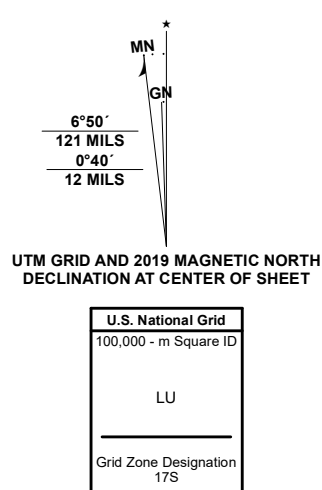 ★
MN
GN
6°50´
121 MILS
0°40´
12 MILS
UTM GRID AND 2019 MAGNETIC NORTH
DECLINATION AT CENTER OF SHEET
U.S. National Grid
100,000 - m Square ID
LU
Grid Zone Designation
17S